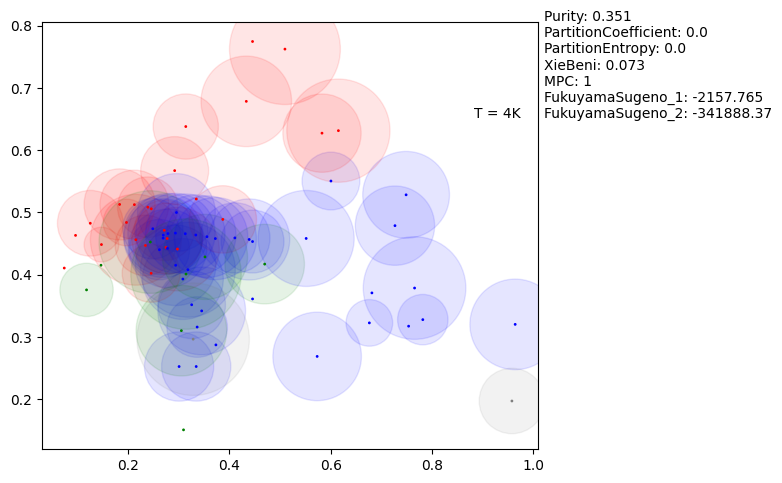 Purity: 0.351
PartitionCoefficient: 0.0
PartitionEntropy: 0.0
XieBeni: 0.073
MPC: 1
FukuyamaSugeno_1: -2157.765
FukuyamaSugeno_2: -341888.37
T = 4K
0.8
0.7
0.6
0.5
0.4
0.3
0.2
0.2 0.4 0.6 0.8 1.0